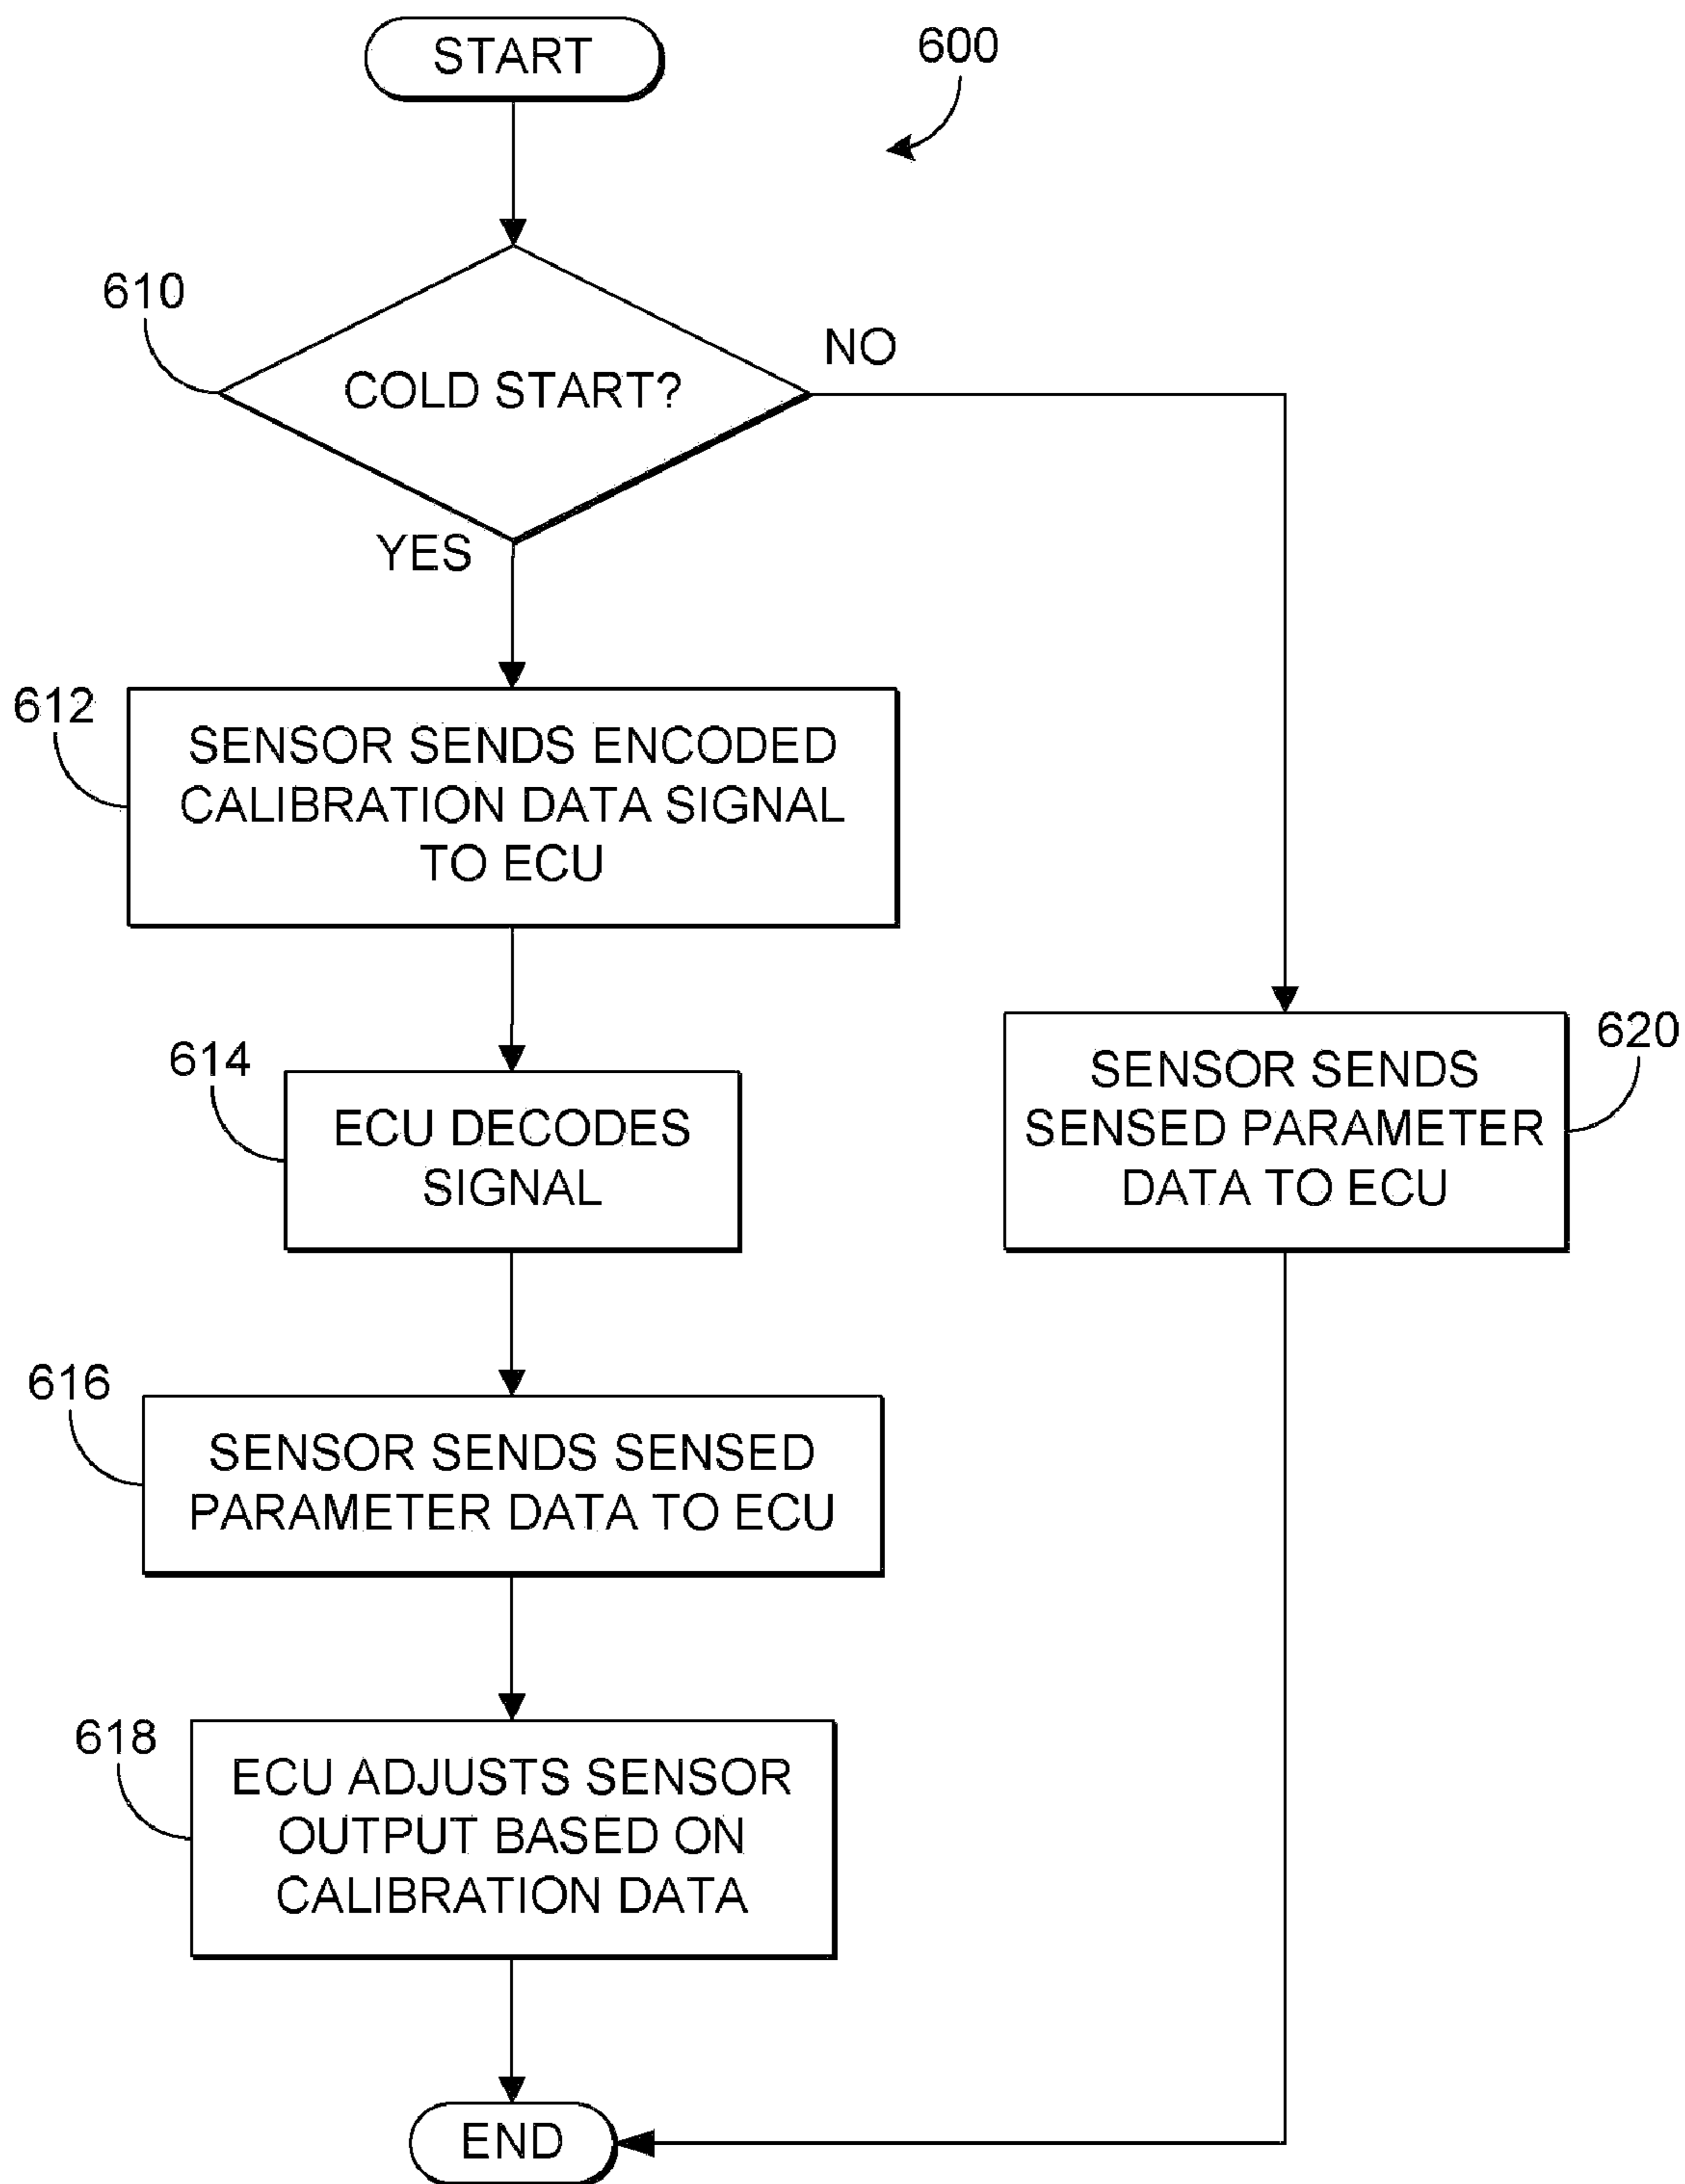 START
600
610
COLD START?
NO
YES
612
SENSOR SENDS ENCODED
CALIBRATION DATA SIGNAL
TO ECU
614
ECU DECODES
SIGNAL
620
SENSOR SENDS
SENSED PARAMETER
DATA TO ECU
616
SENSOR SENDS SENSED
PARAMETER DATA TO ECU
618
ECU ADJUSTS SENSOR
OUTPUT BASED ON
CALIBRATION DATA
END